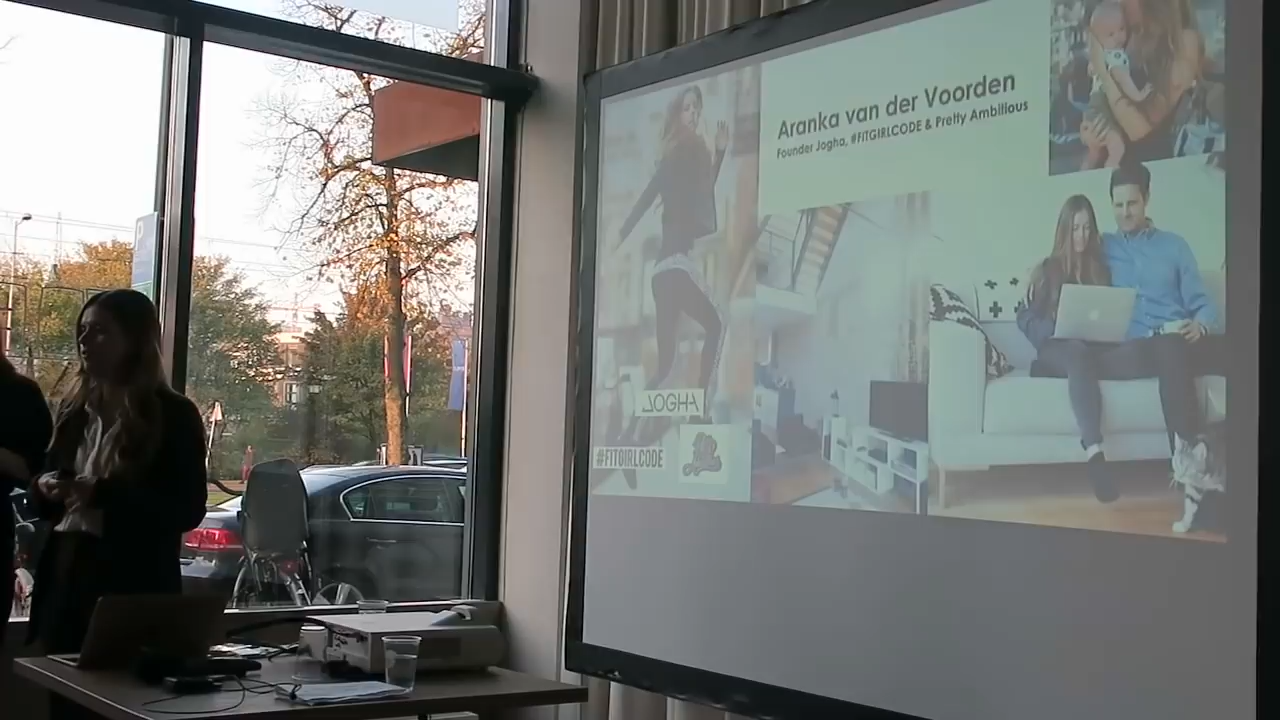 Aranka van der Voorden
Founder Jogha, #FITGIRLCODE & Pretty Ambitious
JOGHA
#FITGIRLCODE